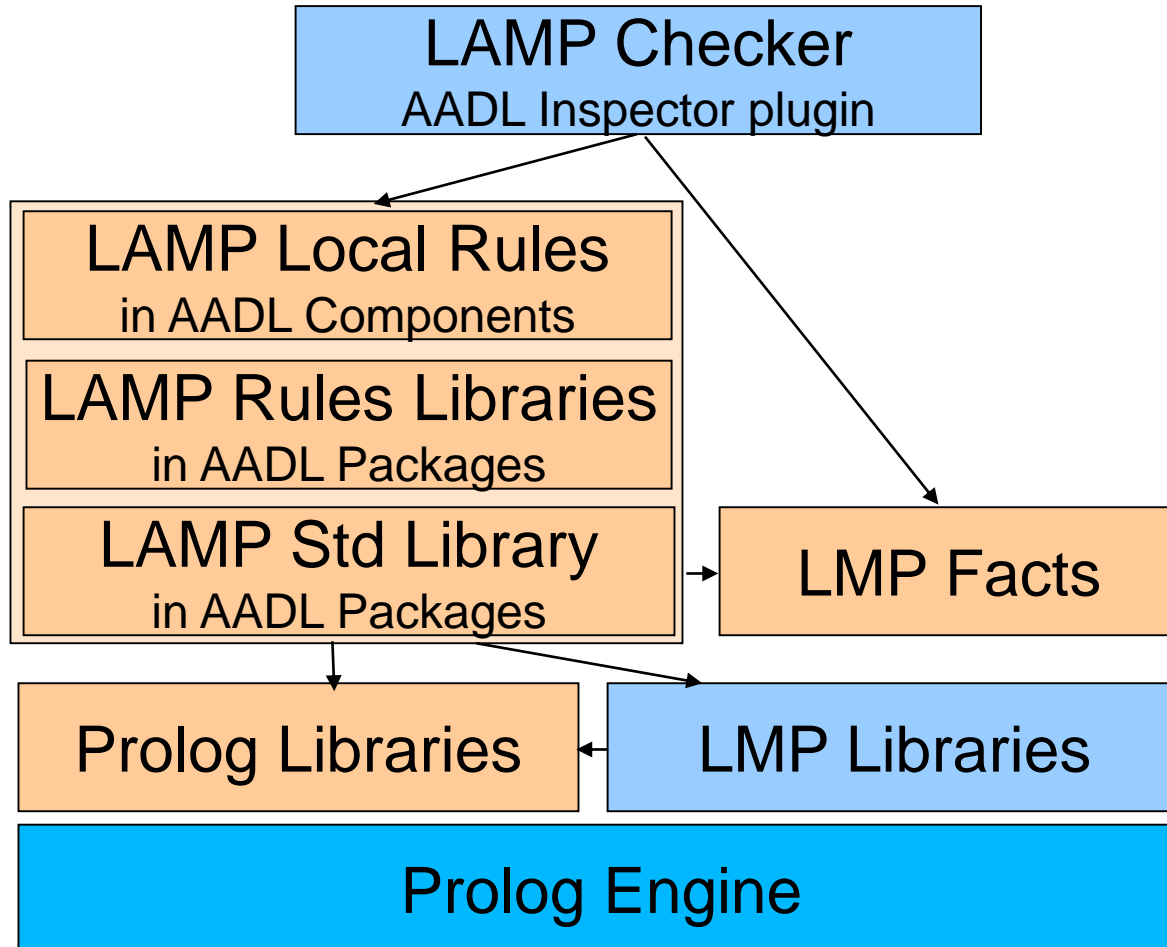 LAMP Checker
AADL Inspector plugin
LAMP Local Rules
in AADL Components
LAMP Rules Libraries
in AADL Packages
LAMP Std Library
in AADL Packages
LMP Facts
Prolog Libraries
LMP Libraries
Prolog Engine